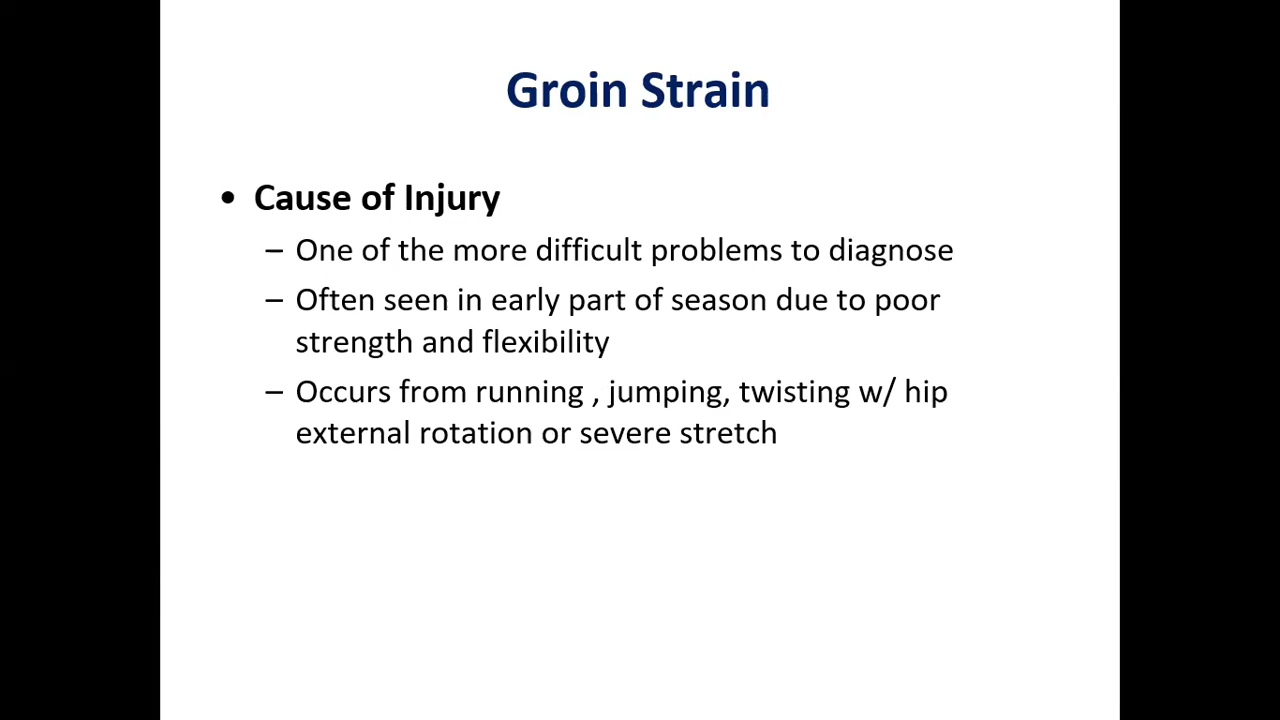 Groin Strain
• Cause of Injury
– One of the more difficult problems to diagnose
– Often seen in early part of season due to poor
strength and flexibility
– Occurs from running , jumping, twisting w/ hip
external rotation or severe stretch